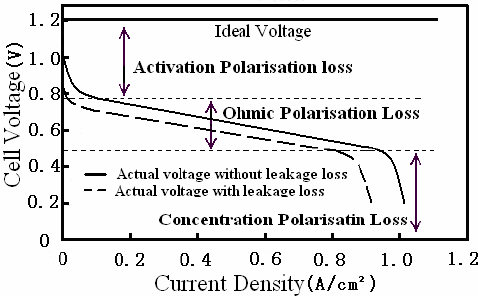 1.2
1.0
0.8
0.6
0.4
0.2
0
Cell Voltage(V)
Ideal Voltage
Activation Polarisation loss
Ohmic Polarisation Loss
Actual voltage without leakage loss
Actual voltage with leakage loss
Concentration Polarisatin Loss
0 0.2 0.4 0.6 0.8 1.0 1.2
Current Density(A/cm²)